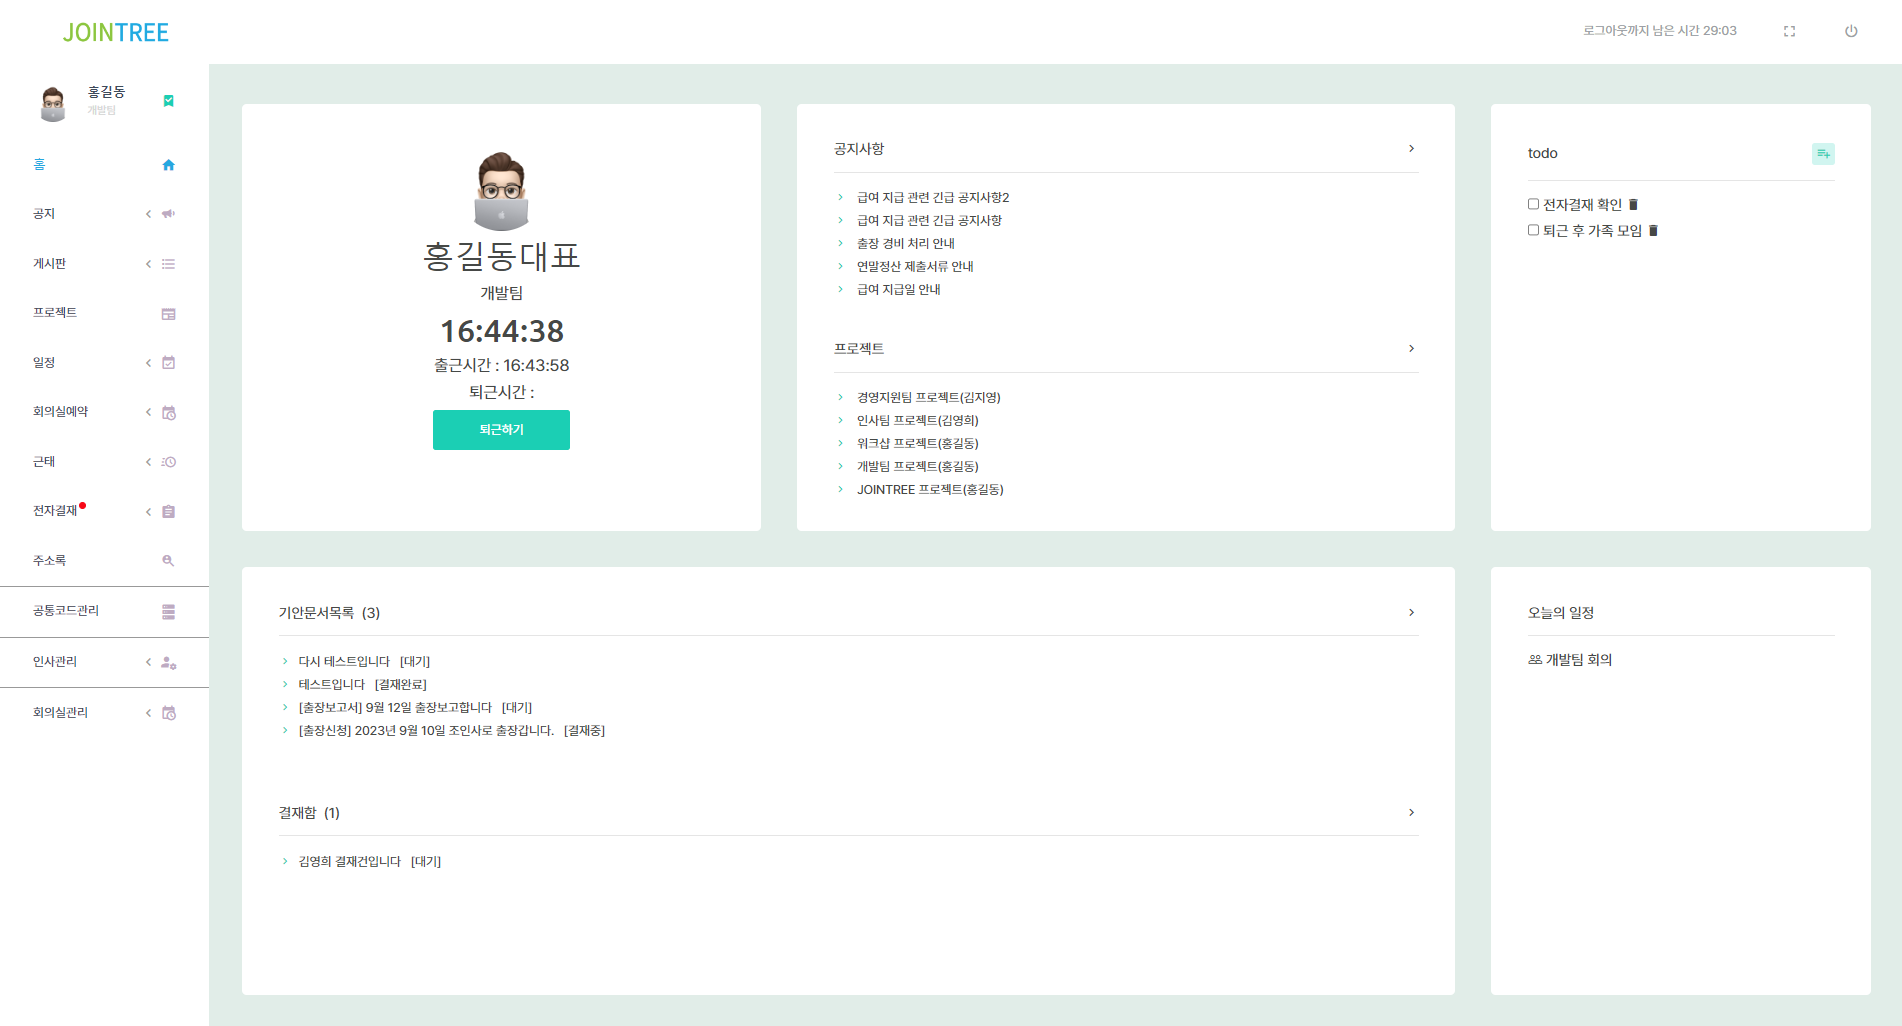 JOINTREE
로그아웃까지 남은 시간 29:03
홍길동
개발팀
홈
공지
게시판
프로젝트
일정
회의실예약
근태
전자결재
주소록
공통코드관리
인사관리
회의실관리
홍길동대표
개발팀
16:44:38
출근시간 : 16:43:58
퇴근시간 :
퇴근하기
공지사항
급여 지급 관련 긴급 공지사항2
급여 지급 관련 긴급 공지사항
출장 경비 처리 안내
연말정산 제출서류 안내
급여 지급일 안내
프로젝트
경영지원팀 프로젝트(김지영)
인사팀 프로젝트(김영희)
워크샵 프로젝트(홍길동)
개발팀 프로젝트(홍길동)
JOINTREE 프로젝트(홍길동)
todo
전자결재 확인
퇴근 후 가족 모임
기안문서목록 (3)
다시 테스트입니다 [대기]
테스트입니다 [결재완료]
[출장보고서] 9월 12일 출장보고합니다 [대기]
[출장신청] 2023년 9월 10일 조인사로 출장갑니다. [결재중]
결재함 (1)
김영희 결재건입니다 [대기]
오늘의 일정
개발팀 회의